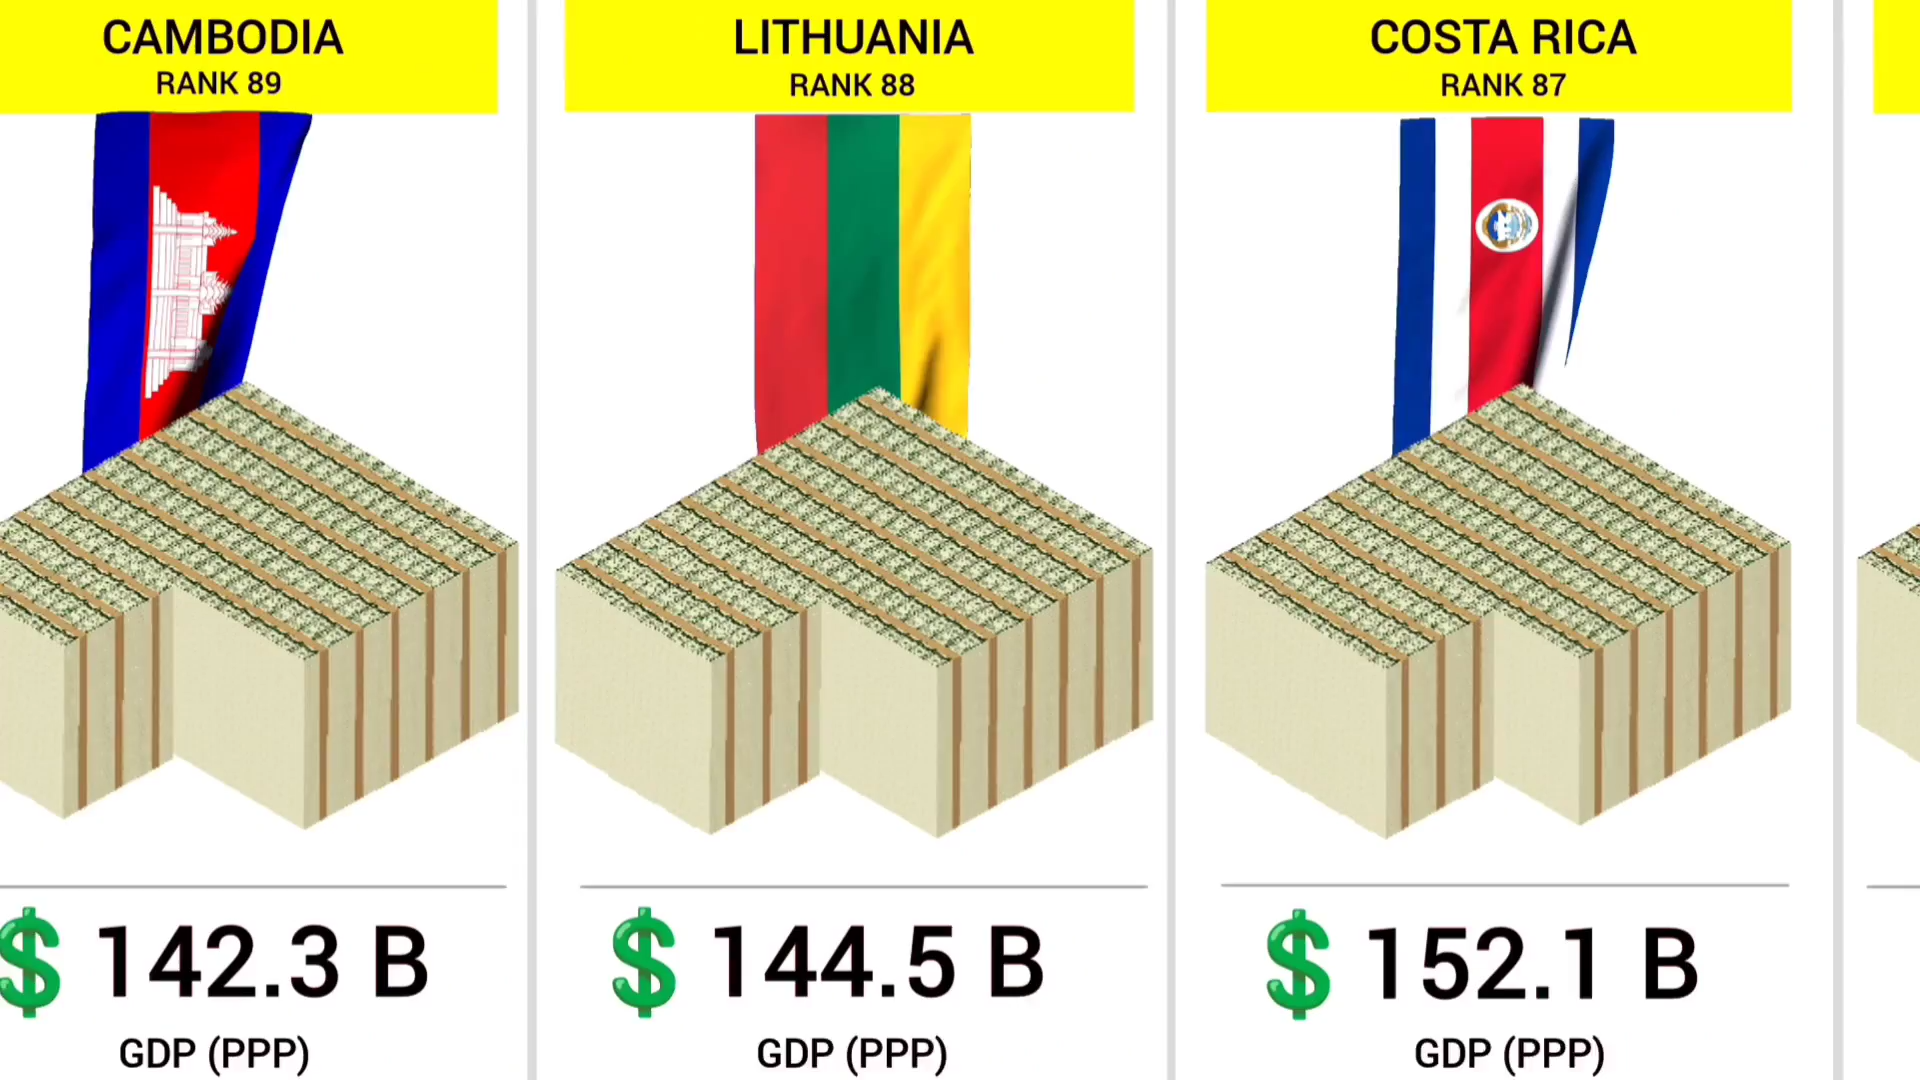 CAMBODIA
RANK 89
$ 142.3 B
GDP (PPP)
LITHUANIA
RANK 88
$ 144.5 B
GDP (PPP)
COSTA RICA
RANK 87
$ 152.1 B
GDP (PPP)